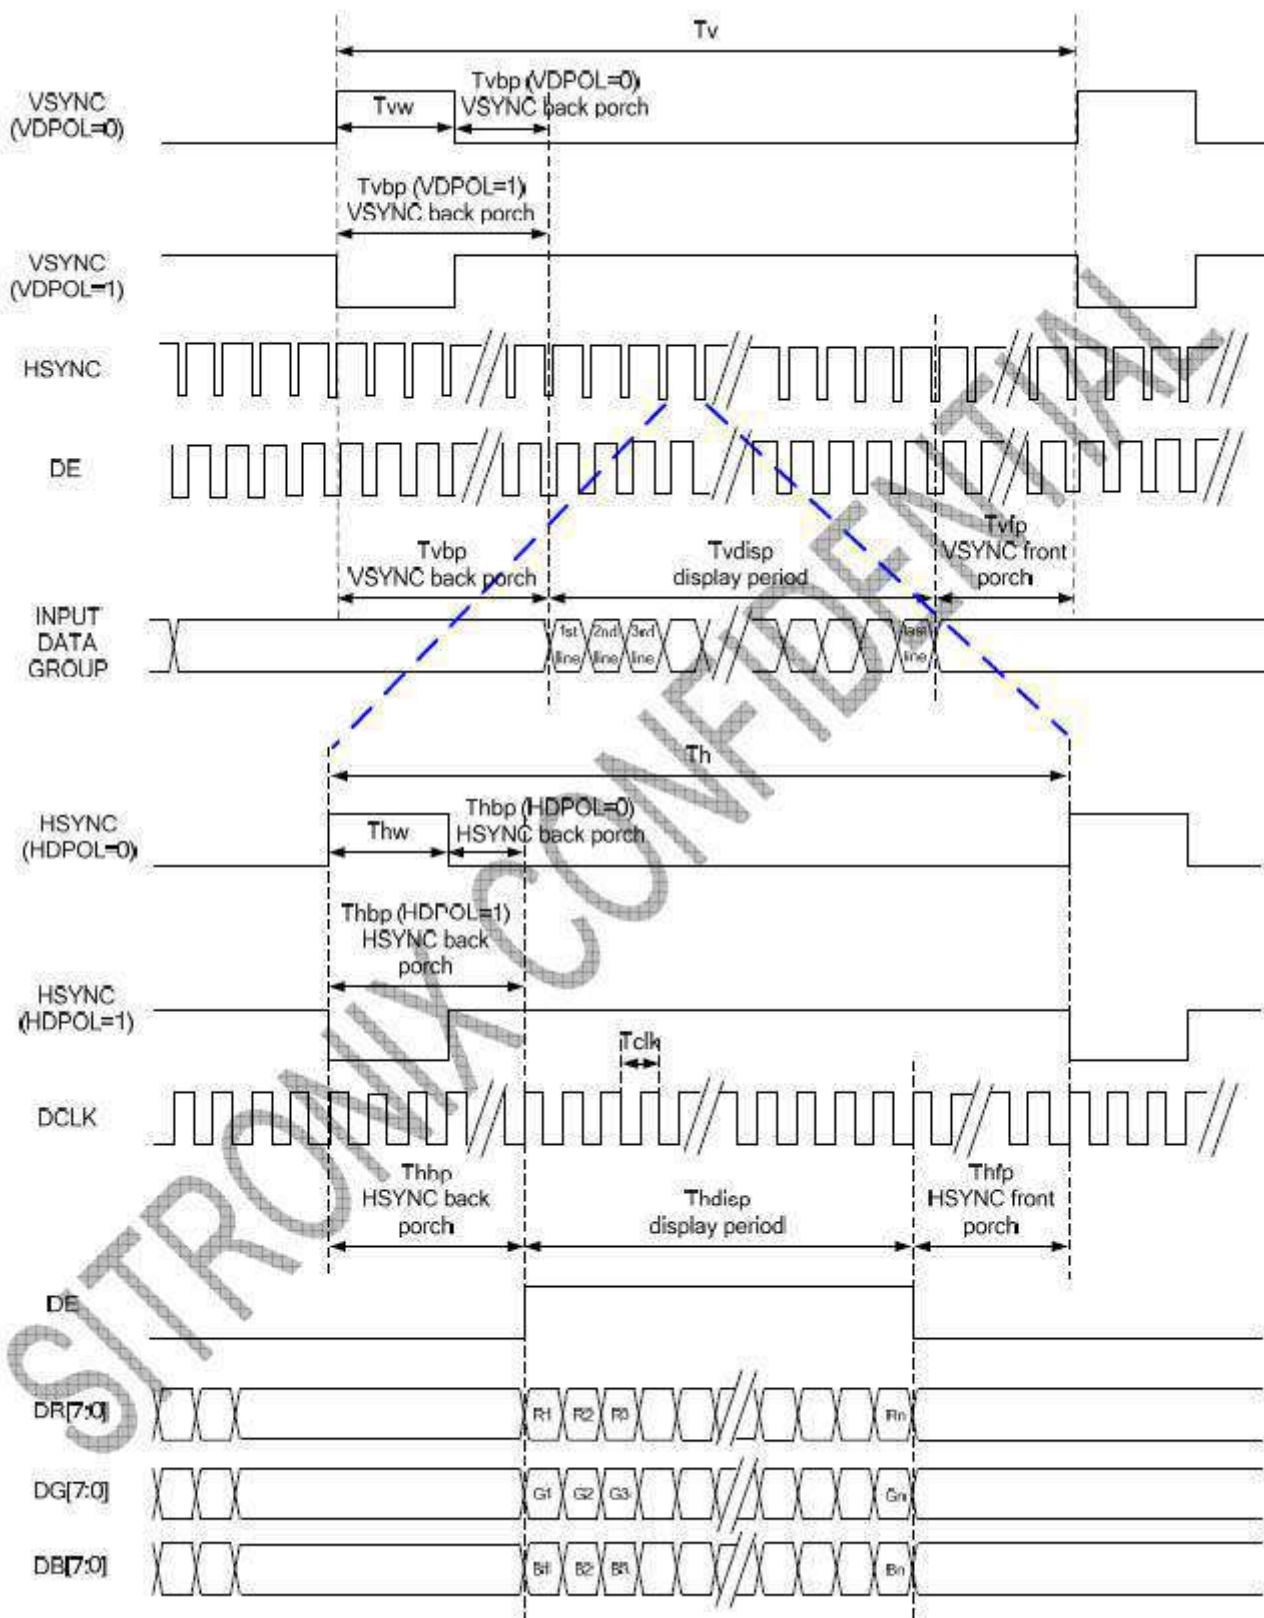 Tv
Tvbp (VDPOL=0)
VSYNC back porch
VSYNC
(VDPOL=0)
Tvw
Tvbp (VDPOL=1)
VSYNC back porch
VSYNC
(VDPOL=1)
HSYNC
DE
Tvbp
VSYNC back porch
Tvdisp
display period
Tvfp
VSYNC front
porch
INPUT
DATA
GROUP
1st
line
2nd
line
3rd
line
last
line
Th
HSYNC
(HDPOL=0)
Thw
Thbp (HDPOL=0)
HSYNC back porch
Thbp (HDPOL=1)
HSYNC back
porch
HSYNC
(HDPOL=1)
Tclk
DCLK
Thbp
HSYNC back
porch
Thdisp
display period
Thfp
HSYNC front
porch
DE
DR[7:0]
R1 R2 R3 Rn
DG[7:0]
G1 G2 G3 Gn
DB[7:0]
B1 B2 B3 Bn
SITRONIX CONFIDENTIAL